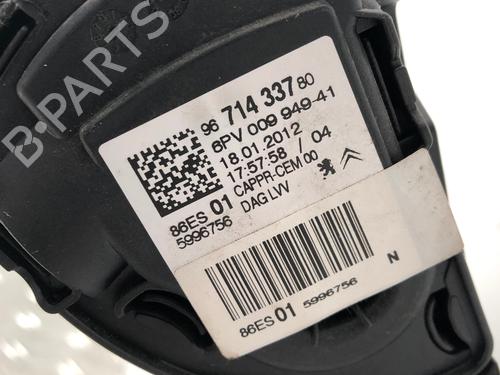 96 714 337 80
6PV 009 949-41
18.01.2012
17:57:58 / 04
CAPPR-CEM 00
86ES 01 DAG LVV
5996756
86ES 01 5996756 N